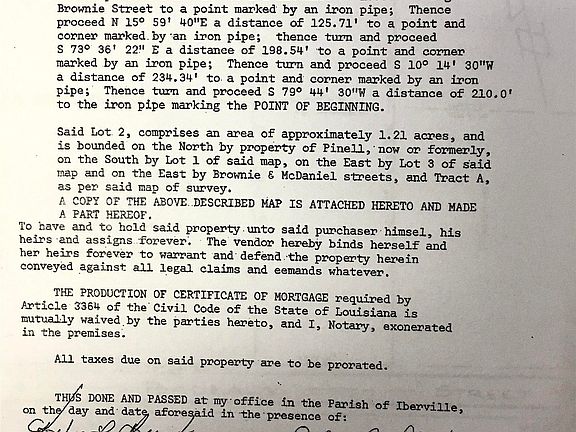 Brownie Street to a point marked by an iron pipe; Thence
proceed N 15° 59' 40"E a distance of 125.71' to a point and
corner marked by an iron pipe; thence turn and proceed
S 73° 36' 22" E a distance of 198.54' to a point and corner
marked by an iron pipe; Thence turn and proceed S 10° 14' 30"W
a distance of 234.34' to a point and corner marked by an iron
pipe; Thence turn and proceed S 79° 44' 30"W a distance of 210.0'
to the iron pipe marking the POINT OF BEGINNING.
Said Lot 2, comprises an area of approximately 1.21 acres, and
is bounded on the North by property of Pinell, now or formerly,
on the South by Lot 1 of said map, on the East by Lot 3 of said
map and on the East by Brownie & McDaniel streets, and Tract A,
as per said map of survey.
A COPY OF THE ABOVE DESCRIBED MAP IS ATTACHED HERETO AND MADE
A PART HEREOF.
To have and to hold said property unto said purchaser himsel, his
heirs and assigns forever. The vendor hereby binds herself and
her heirs forever to warrant and defend the property herein
conveyed against all legal claims and eemands whatever.
THE PRODUCTION OF CERTIFICATE OF MORTGAGE required by
Article 3364 of the Civil Code of the State of Louisiana is
mutually waived by the parties hereto, and I, Notary, exonerated
in the premises.
All taxes due on said property are to be prorated.
THUS DONE AND PASSED at my office in the Parish of Iberville,
on the day and date aforesaid in the presence of: